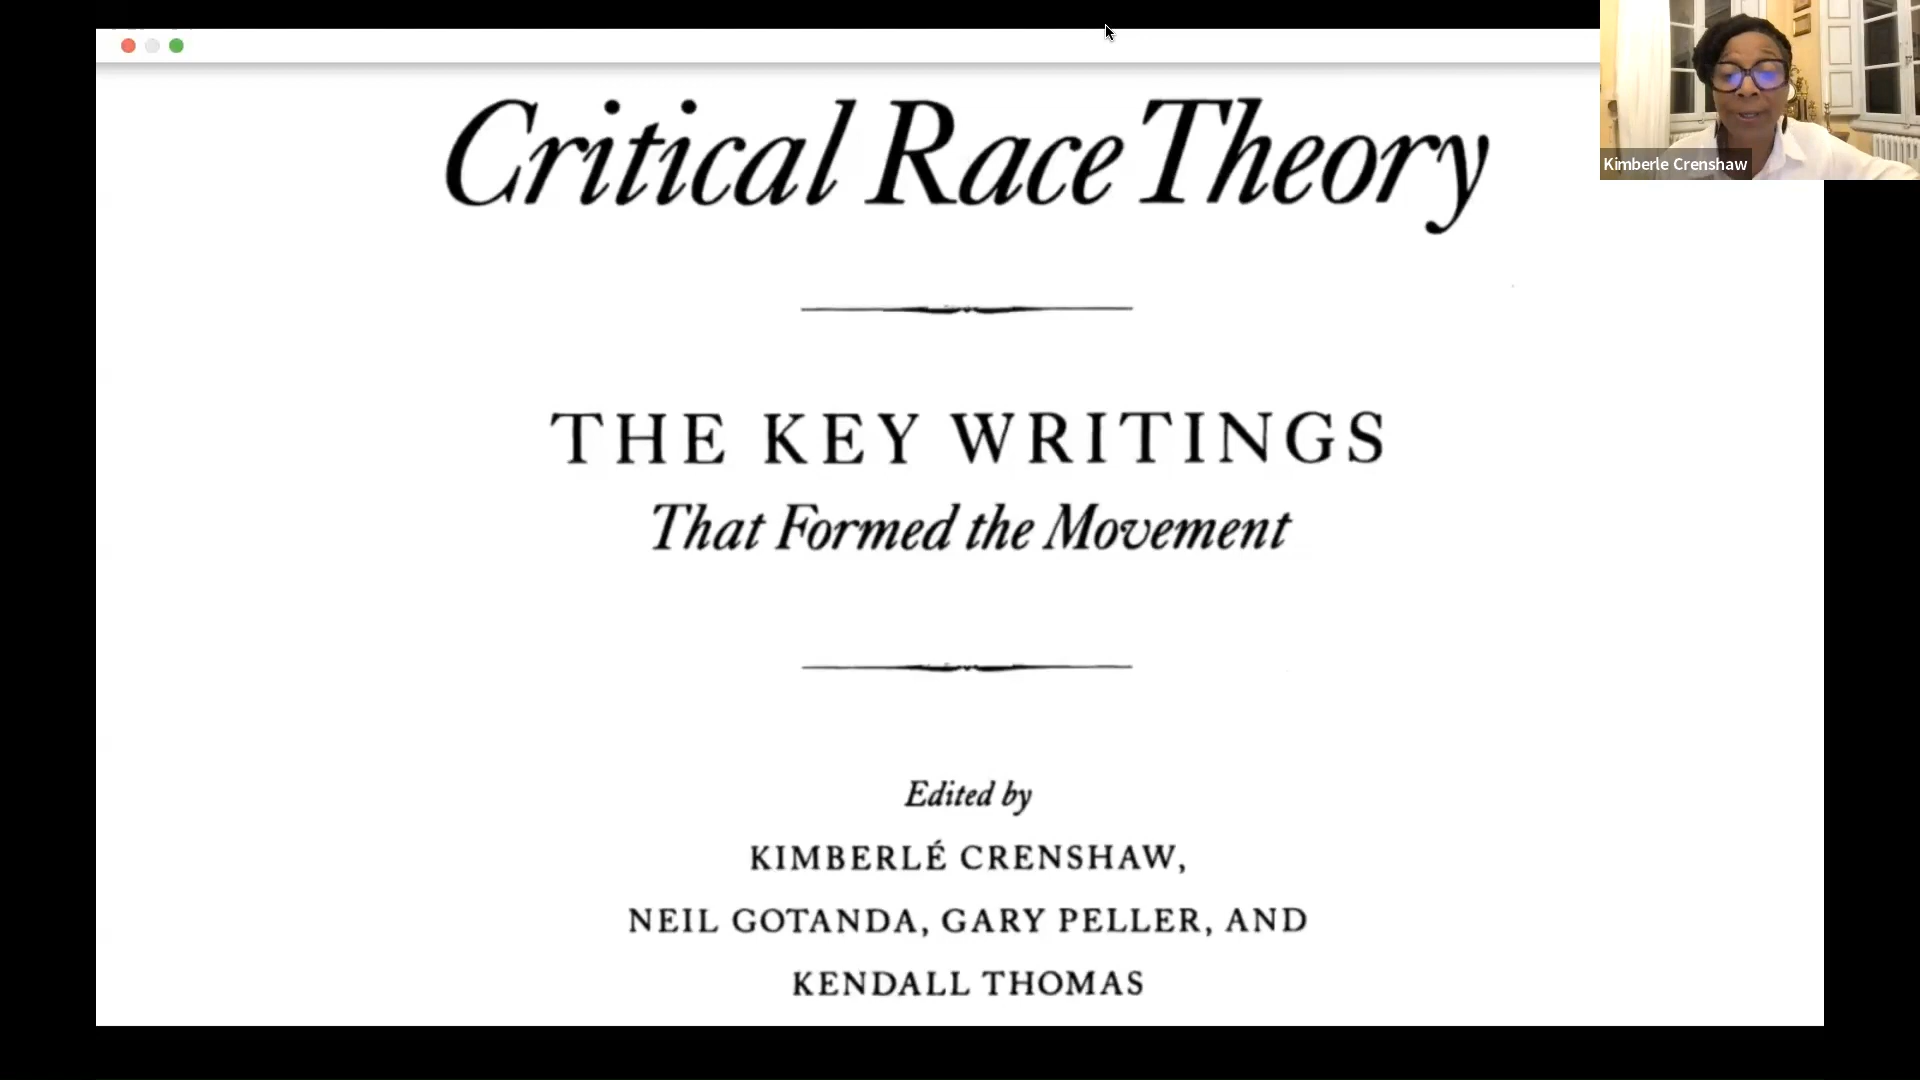 Critical Race Theory
THE KEY WRITINGS
That Formed the Movement
Edited by
KIMBERLÉ CRENSHAW,
NEIL GOTANDA, GARY PELLER, AND
KENDALL THOMAS
Kimberle Crenshaw